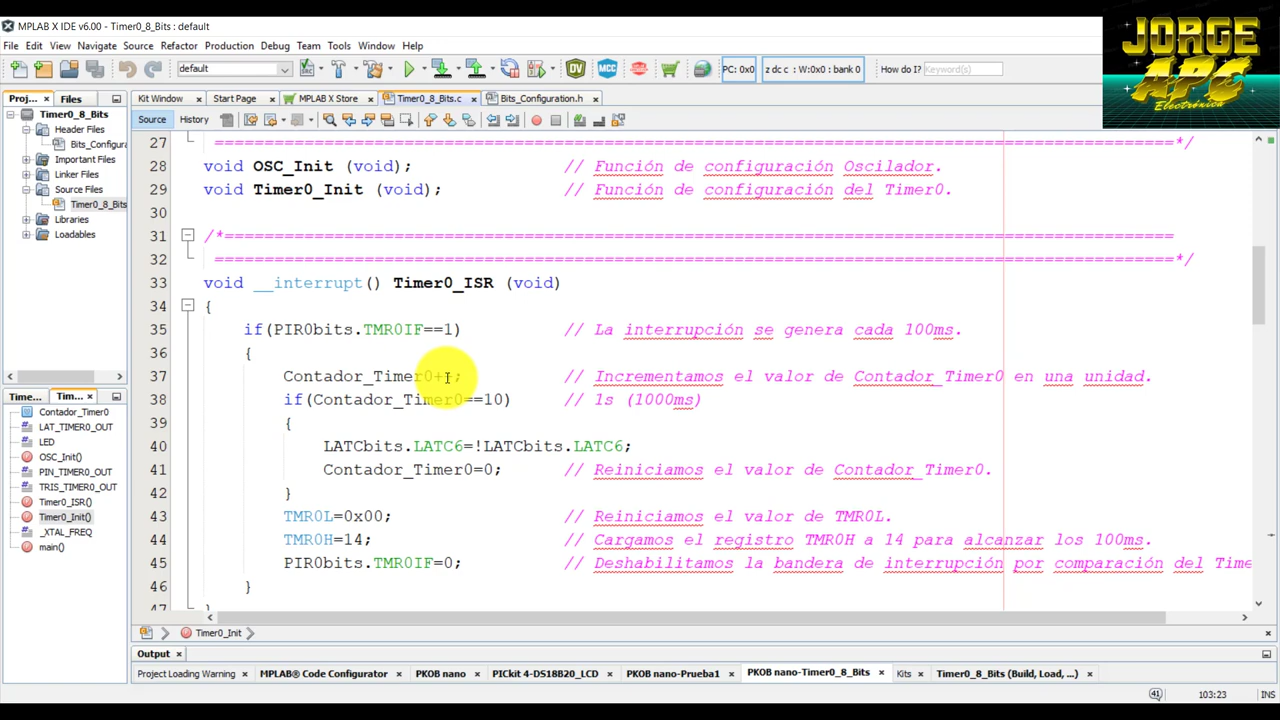 MPLAB X IDE v6.00 - Timer0_8_Bits : default
JORGE
APC
Electrónica
File Edit View Navigate Source Refactor Production Debug Team Tools Window Help
default
PC: 0x0
z dc c : W:0x0 : bank 0
How do I?
Keyword(s)
Proj... Files
Kit Window Start Page MPLAB X Store Timer0_8_Bits.c Bits_Configuration.h
Source History
Timer0_8_Bits
Header Files
Bits_Configura
Important Files
Linker Files
Source Files
Timer0_8_Bits
Libraries
Loadables
27 ===============================================================================================*/
28 void OSC_Init (void); // Función de configuración Oscilador.
29 void Timer0_Init (void); // Función de configuración del Timer0.
30
31 /*===============================================================================================
32 ===============================================================================================*/
33 void __interrupt() Timer0_ISR (void)
34 {
35 if(PIR0bits.TMR0IF==1) // La interrupción se genera cada 100ms.
36 {
37 Contador_Timer0++; // Incrementamos el valor de Contador_Timer0 en una unidad.
38 if(Contador_Timer0==10) // 1s (1000ms)
39 {
40 LATCbits.LATC6=!LATCbits.LATC6;
41 Contador_Timer0=0; // Reiniciamos el valor de Contador_Timer0.
42 }
43 TMR0L=0x00; // Reiniciamos el valor de TMR0L.
44 TMR0H=14; // Cargamos el registro TMR0H a 14 para alcanzar los 100ms.
45 PIR0bits.TMR0IF=0; // Deshabilitamos la bandera de interrupción por comparación del Time
46 }
47 }
Time... Tim...
Contador_Timer0
LAT_TIMER0_OUT
LED
OSC_Init()
PIN_TIMER0_OUT
TRIS_TIMER0_OUT
Timer0_ISR()
Timer0_Init()
_XTAL_FREQ
main()
Timer0_Init
Output
Project Loading Warning MPLAB® Code Configurator PKOB nano PICkit 4-DS18B20_LCD PKOB nano-Prueba1 PKOB nano-Timer0_8_Bits Kits Timer0_8_Bits (Build, Load, ...)
41
103:23
INS